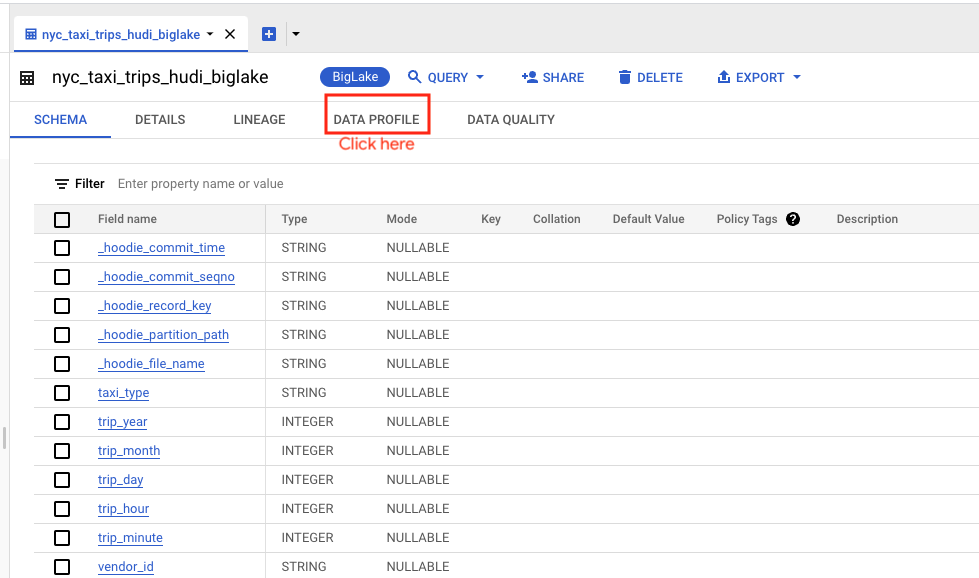 nyc_taxi_trips_hudi_biglake
nyc_taxi_trips_hudi_biglake BigLake QUERY SHARE DELETE EXPORT
SCHEMA DETAILS LINEAGE DATA PROFILE DATA QUALITY
Click here
Filter Enter property name or value
Field name Type Mode Key Collation Default Value Policy Tags ? Description
_hoodie_commit_time STRING NULLABLE
_hoodie_commit_seqno STRING NULLABLE
_hoodie_record_key STRING NULLABLE
_hoodie_partition_path STRING NULLABLE
_hoodie_file_name STRING NULLABLE
taxi_type STRING NULLABLE
trip_year INTEGER NULLABLE
trip_month INTEGER NULLABLE
trip_day INTEGER NULLABLE
trip_hour INTEGER NULLABLE
trip_minute INTEGER NULLABLE
vendor_id STRING NULLABLE